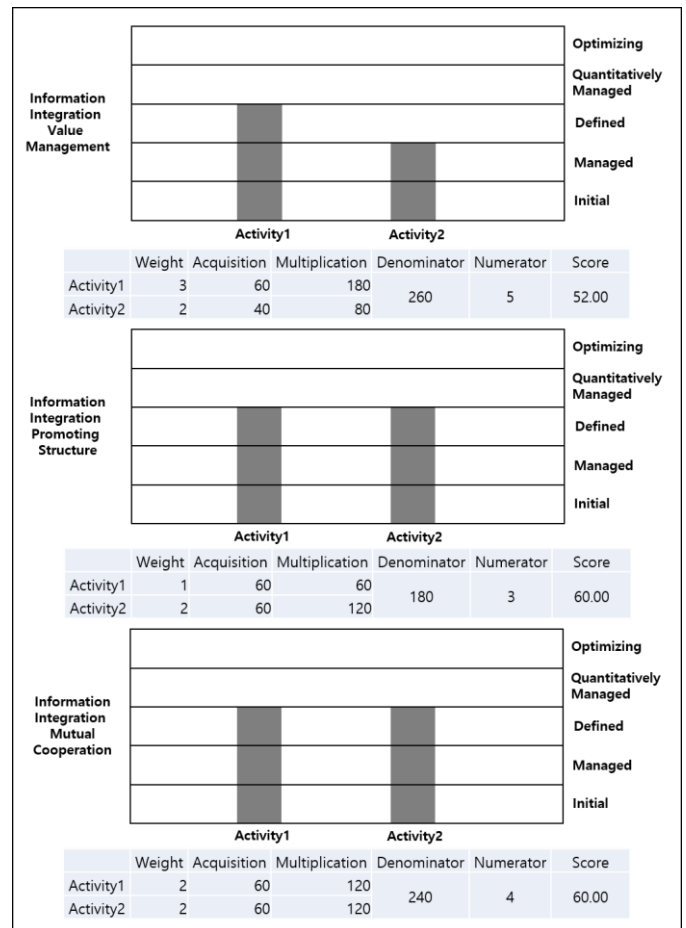 Optimizing
Quantitatively
Managed
Information
Integration
Value
Management
Defined
Managed
Initial
Activity1 Activity2
Weight Acquisition Multiplication Denominator Numerator Score
Activity1 3 60 180 260 5 52.00
Activity2 2 40 80
Optimizing
Quantitatively
Managed
Information
Integration
Promoting
Structure
Defined
Managed
Initial
Activity1 Activity2
Weight Acquisition Multiplication Denominator Numerator Score
Activity1 1 60 60 180 3 60.00
Activity2 2 60 120
Optimizing
Quantitatively
Managed
Information
Integration
Mutual
Cooperation
Defined
Managed
Initial
Activity1 Activity2
Weight Acquisition Multiplication Denominator Numerator Score
Activity1 2 60 120 240 4 60.00
Activity2 2 60 120